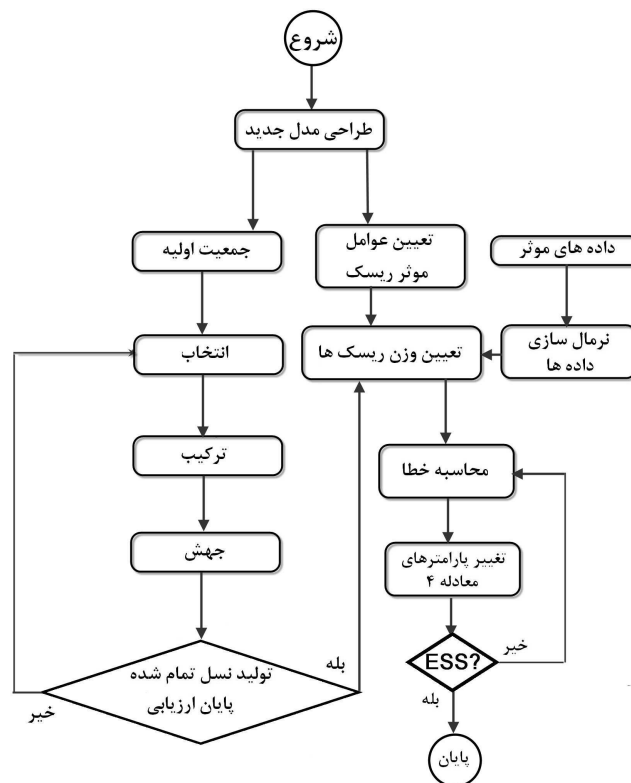 شروع
طراحی مدل جدید
جمعیت اولیه
تعیین عوامل
موثر ریسک
داده های موثر
انتخاب
تعیین وزن ریسک ها
نرمال سازی
داده ها
ترکیب
محاسبه خطا
جهش
تغییر پارامترهای
معادله ۴
تولید نسل تمام شده
پایان ارزیابی
بله
خیر
ESS?
خیر
بله
پایان